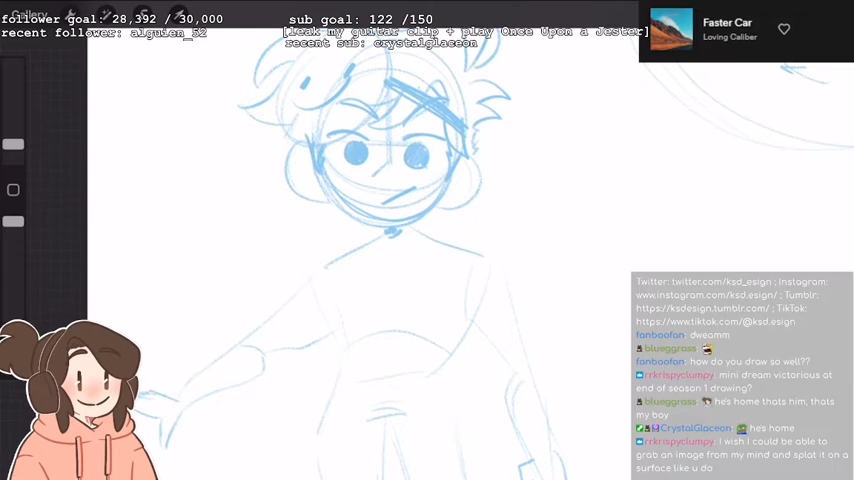 Gallery
follower goal: 28,392 / 30,000
sub goal: 122 /150
recent follower: alguien_52
[leak my guitar clip + play Once Upon a Jester]
recent sub: crystalglaceon
Faster Car
Loving Caliber
Twitter: twitter.com/ksd_esign ; Instagram:
www.instagram.com/ksd.esign/ ; Tumblr:
https://ksdesign.tumblr.com/ ; TikTok:
https://www.tiktok.com/@ksd.esign
fanboofan: dweamm
blueggrass:
fanboofan: how do you draw so well??
rrkrispyclumpy: mini dream victorious at
end of season 1 drawing?
blueggrass: he's home thats him, thats
my boy
CrystalGlaceon: he's home
rrkrispyclumpy: I wish I could be able to
grab an image from my mind and splat it on a
surface like u do